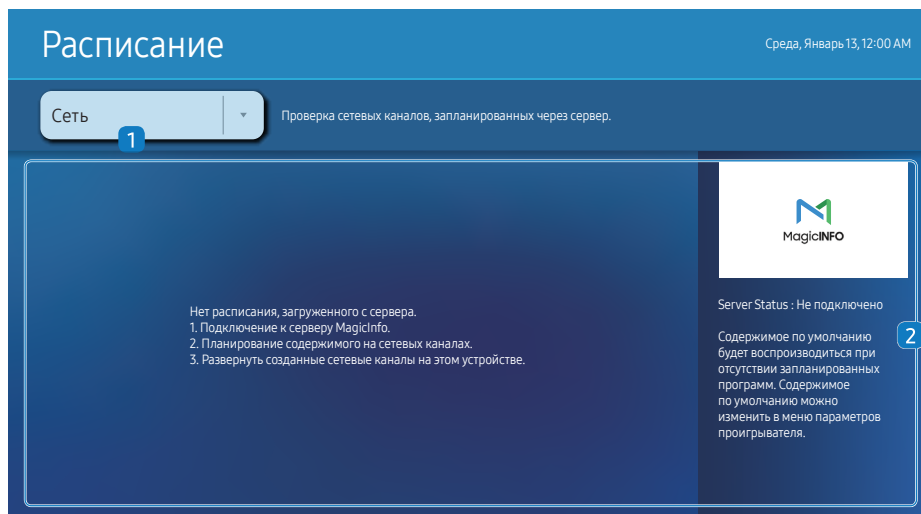 Расписание
Среда, Январь 13, 12:00 AM
Сеть
1
Проверка сетевых каналов, запланированных через сервер.
Нет расписания, загруженного с сервера.
1. Подключение к серверу MagicInfo.
2. Планирование содержимого на сетевых каналах.
3. Развернуть созданные сетевые каналы на этом устройстве.
MagicINFO
Server Status : Не подключено
Содержимое по умолчанию
будет воспроизводиться при
отсутствии запланированных
программ. Содержимое
по умолчанию можно
изменить в меню параметров
проигрывателя.
2